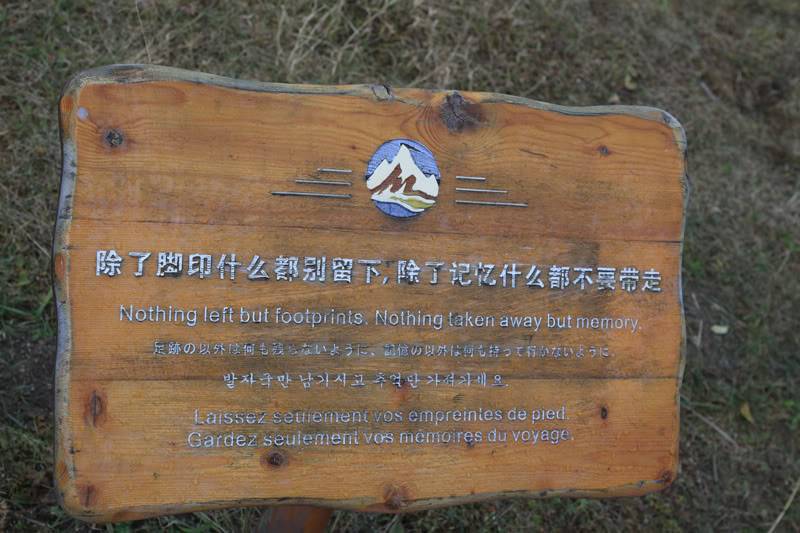 除了脚印什么都别留下,除了记忆什么都不要带走
Nothing left but footprints. Nothing taken away but memory.
足跡の以外は何も残らないように、記憶の以外は何も持って行かないように.
발자국만 남기시고 추억만 가져가세요.
Laissez seulement vos empreintes de pied.
Gardez seulement vos mémoires du voyage.